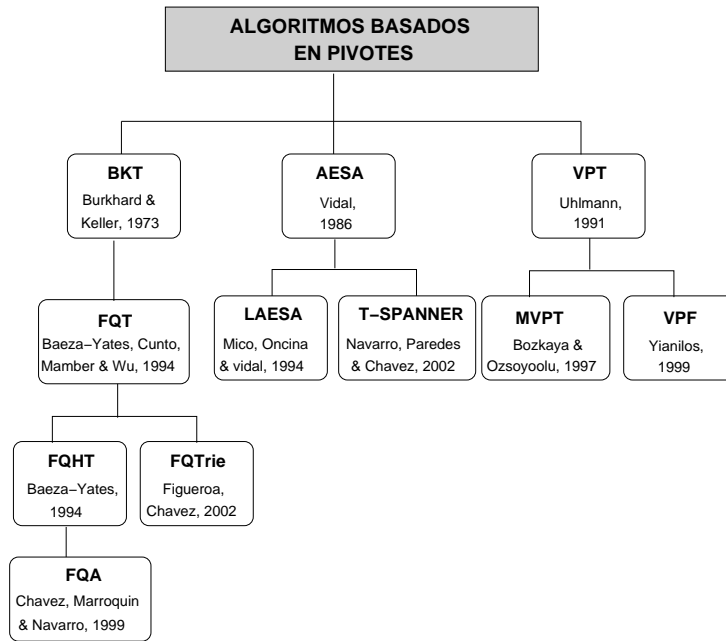 ALGORITMOS BASADOS
EN PIVOTES
BKT
Burkhard &
Keller, 1973
AESA
Vidal,
1986
VPT
Uhlmann,
1991
FQT
Baeza−Yates, Cunto,
Mamber & Wu, 1994
LAESA
Mico, Oncina
& vidal, 1994
T−SPANNER
Navarro, Paredes
& Chavez, 2002
MVPT
Bozkaya &
Ozsoyoolu, 1997
VPF
Yianilos,
1999
FQHT
Baeza−Yates,
1994
FQTrie
Figueroa,
Chavez, 2002
FQA
Chavez, Marroquin
& Navarro, 1999